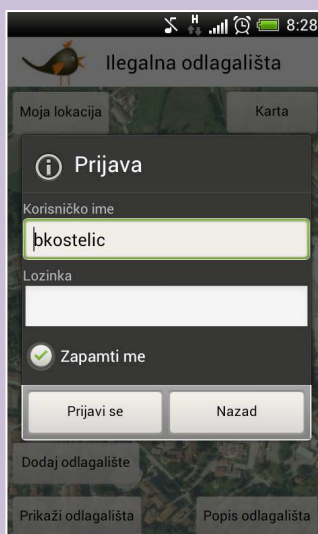 H 8:28
Ilegalna odlagališta
Moja lokacija Karta
Prijava
Korisničko ime
bkostelic
Lozinka
Zapamti me
Prijavi se Nazad
Dodaj odlagalište
Prikaži odlagališta Popis odlagališta